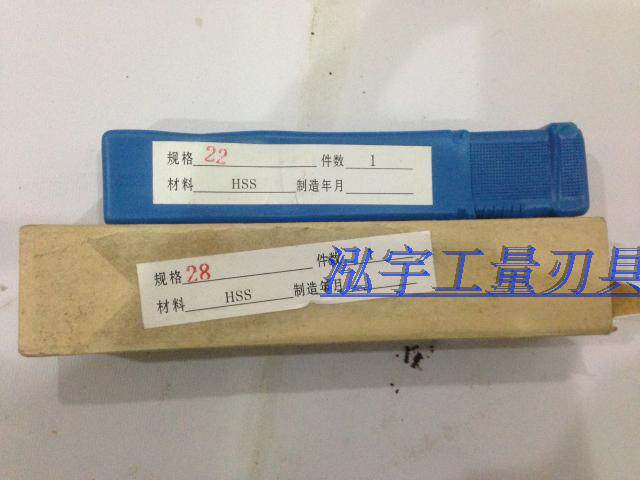 规格 22 件数 1
材料 HSS 制造年月
规格 28 件数
材料 HSS 制造年月
泓宇工量刃具